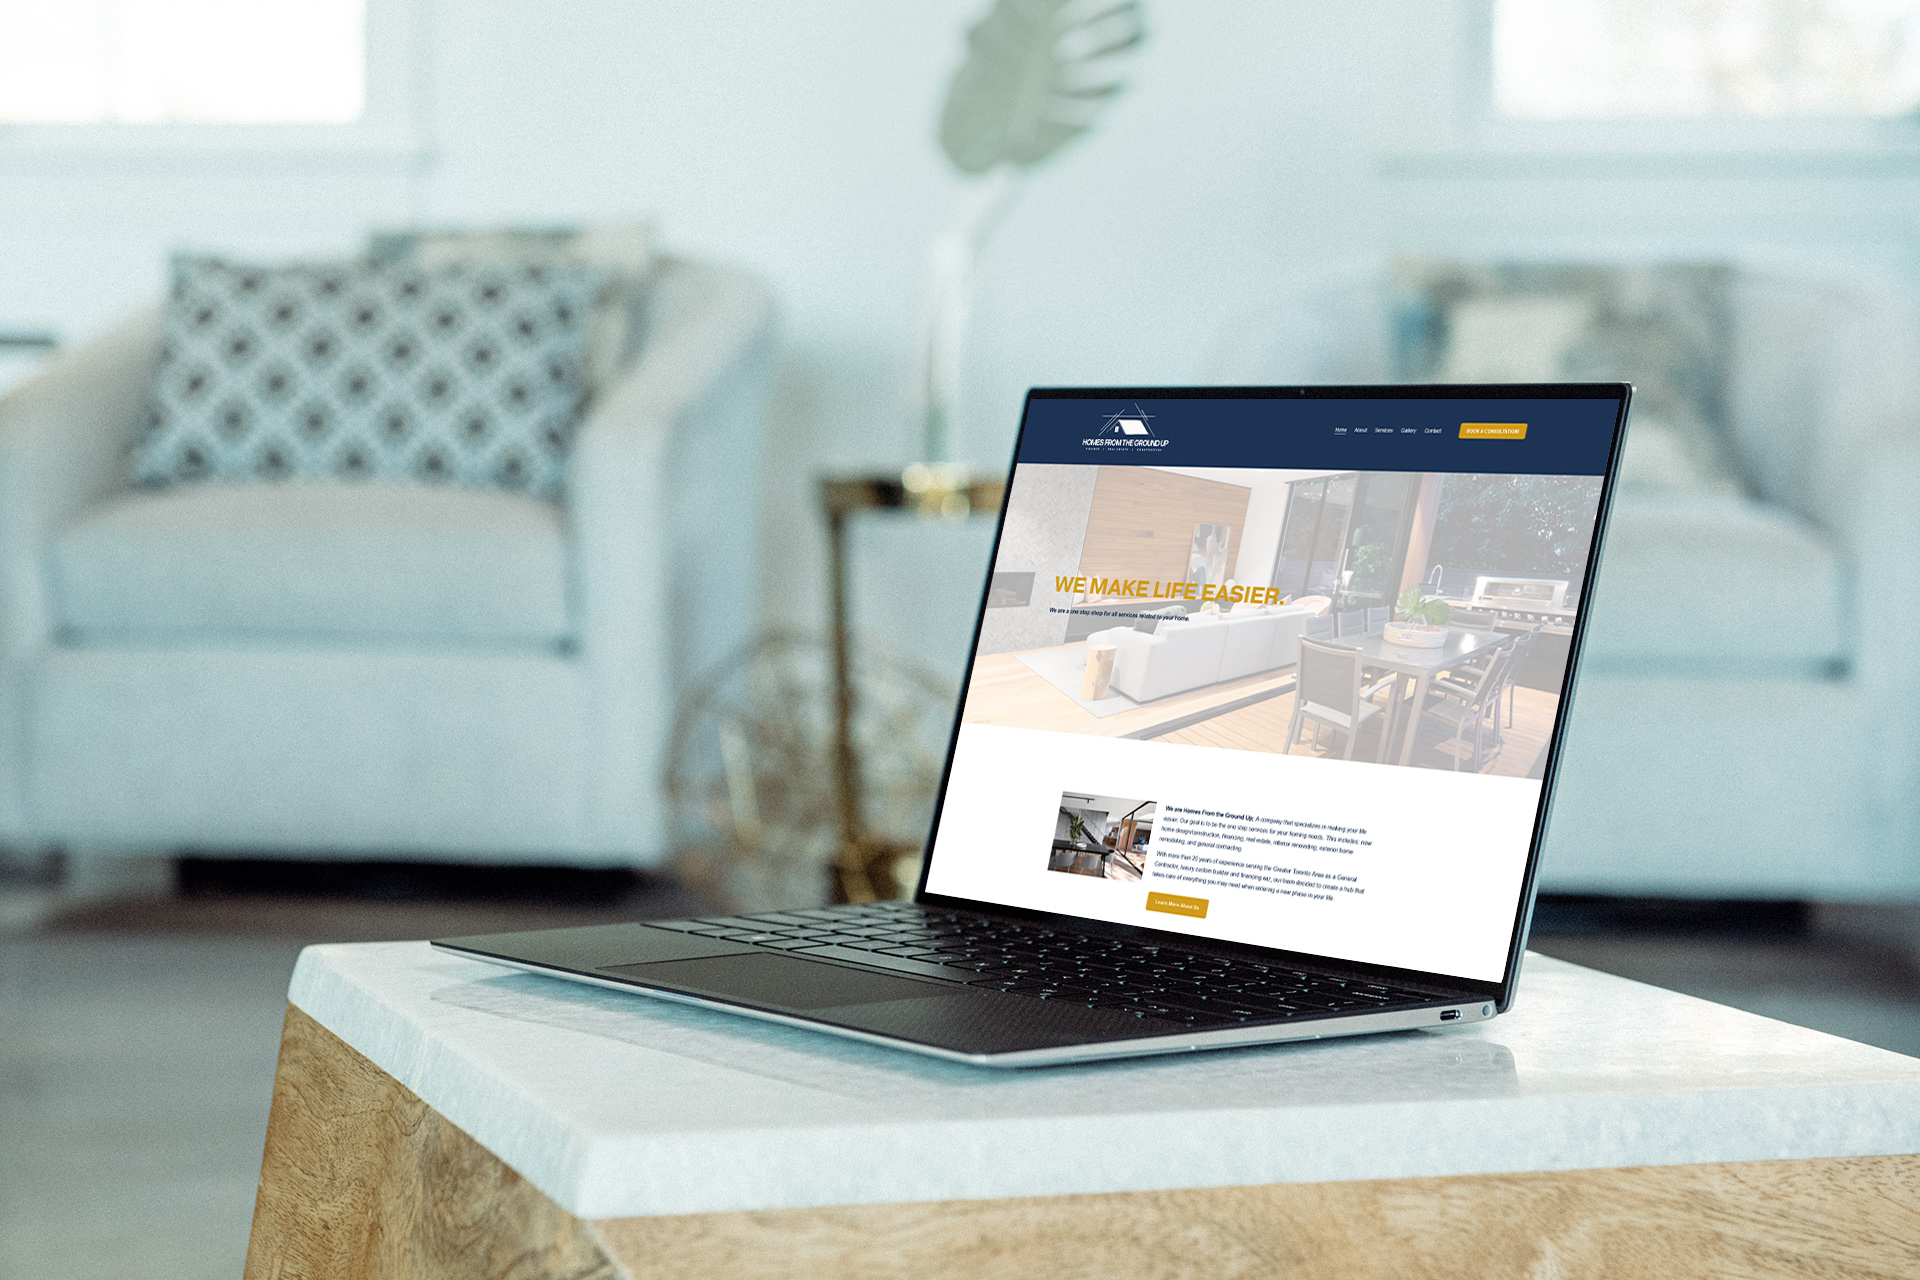 HOMES FROM THE GROUND UP
FINANCE | REAL ESTATE | CONSTRUCTION
Home About Services Gallery Contact
BOOK A CONSULTATION!
WE MAKE LIFE EASIER.
We are a one stop shop for all services related to your home.
We are Homes From the Ground Up: A company that specializes in making your life
easier. Our goal is to be the one stop services for your homing needs. This includes: new
home design/construction, financing, real estate, interior renovating, exterior home
remodeling, and general contracting.
With more than 20 years of experience serving the Greater Toronto Area as a General
Contractor, luxury custom builder and financing wiz, our team decided to create a hub that
takes care of everything you may need when entering a new phase in your life
Learn More About Us